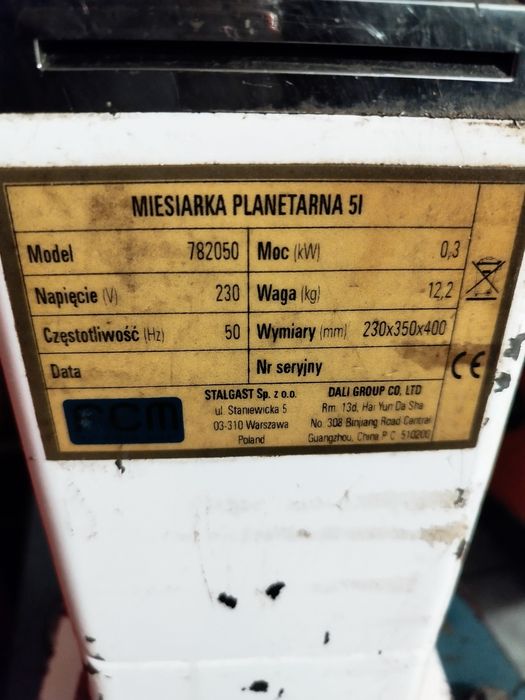 MIESIARKA PLANETARNA 5l
Model 782050 Moc (kW) 0,3
Napięcie (V) 230 Waga (kg) 12,2
Częstotliwość (Hz) 50 Wymiary (mm) 230x350x400
Data Nr seryjny
CE
STALGAST Sp. z o.o.
ul. Staniewicka 5
03-310 Warszawa
Poland
DALI GROUP CO, LTD
Rm. 13d, Hai Yun Da Sha
No 308 Binjiang Road Central
Guangzhou, China P C 510200